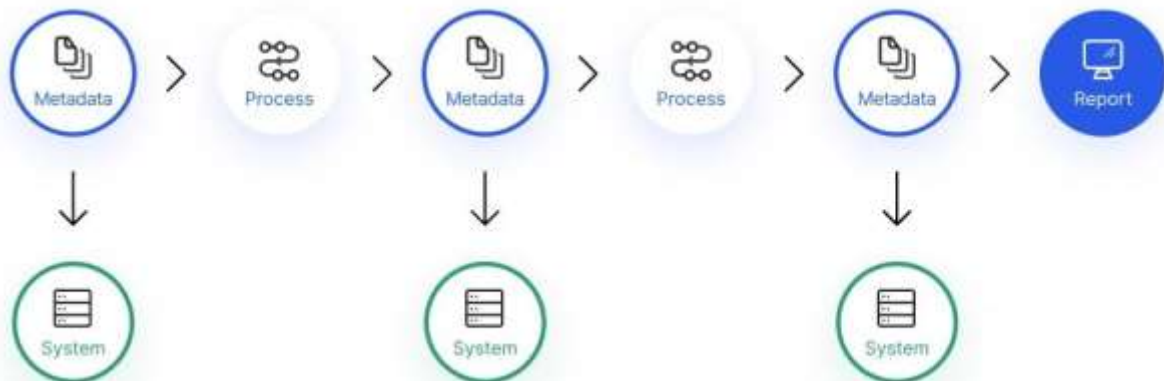 Metadata
Process
Metadata
Process
Metadata
Report
System
System
System